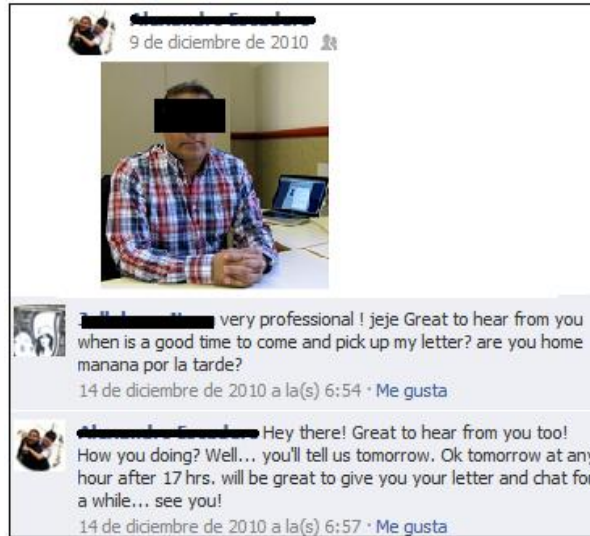 9 de diciembre de 2010
very professional ! jeje Great to hear from you
when is a good time to come and pick up my letter? are you home
manana por la tarde?
14 de diciembre de 2010 a la(s) 6:54 · Me gusta
Hey there! Great to hear from you too!
How you doing? Well... you'll tell us tomorrow. Ok tomorrow at any
hour after 17 hrs. will be great to give you your letter and chat for
a while... see you!
14 de diciembre de 2010 a la(s) 6:57 · Me gusta